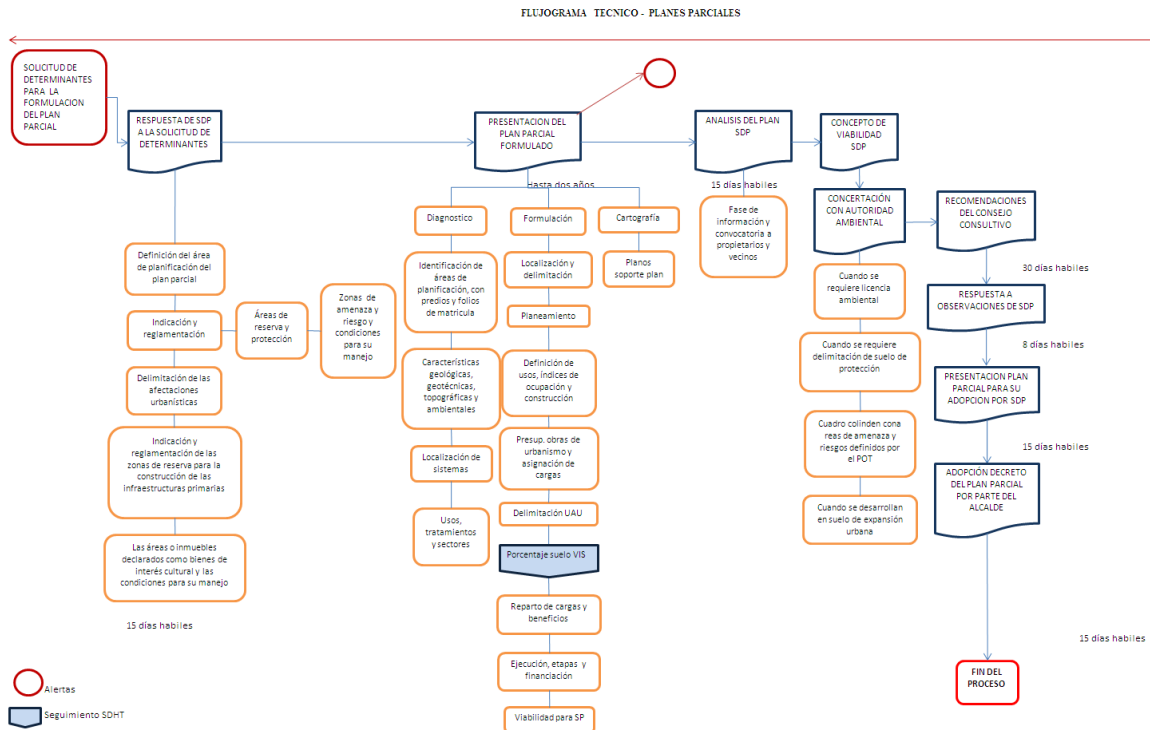 FLUJOGRAMA TECNICO - PLANES PARCIALES
SOLICITUD DE
DETERMINANTES
PARA LA
FORMULACION
DEL PLAN
PARCIAL
RESPUESTA DE SDP
A LA SOLICITUD DE
DETERMINANTES
Definición del área
de planificación del
plan parcial
Indicación y
reglamentación
Áreas de
reserva y
protección
Zonas de
amenaza y
riesgo y
condiciones
para su
manejo
Delimitación de las
afectaciones
urbanísticas
Indicación y
reglamentación de las
zonas de reserva para la
construcción de las
infraestructuras primarias
Las áreas o inmuebles
declarados como bienes de
interés cultural y las
condiciones para su manejo
15 días habiles
PRESENTACION DEL
PLAN PARCIAL
FORMULADO
Hasta dos años
Diagnostico
Identificación de
áreas de
planificación, con
predios y folios
de matricula
Características
geológicas,
geotécnicas,
topográficas y
ambientales
Localización de
sistemas
Usos,
tratamientos
y sectores
Formulación
Localización y
delimitación
Planeamiento
Definición de
usos, índices de
ocupación y
construcción
Presup. obras de
urbanismo y
asignación de
cargas
Delimitación UAU
Porcentaje suelo VIS
Reparto de cargas y
beneficios
Ejecución, etapas y
financiación
Viabilidad para SP
Cartografía
Planos
soporte plan
ANALISIS DEL PLAN
SDP
15 días habiles
Fase de
información y
convocatoria a
propietarios y
vecinos
CONCEPTO DE
VIABILIDAD
SDP
CONCERTACIÓN
CON AUTORIDAD
AMBIENTAL
Cuando se
requiere licencia
ambiental
Cuando se requiere
delimitación de suelo de
protección
Cuadro colinden cona
reas de amenaza y
riesgos definidos por
el POT
Cuando se desarrollan
en suelo de expansión
urbana
RECOMENDACIONES
DEL CONSEJO
CONSULTIVO
30 días habiles
RESPUESTA A
OBSERVACIONES DE SDP
8 días habiles
PRESENTACION PLAN
PARCIAL PARA SU
ADOPCION POR SDP
15 días habiles
ADOPCIÓN DECRETO
DEL PLAN PARCIAL
POR PARTE DEL
ALCALDE
15 días habiles
FIN DEL
PROCESO
Alertas
Seguimiento SDHT